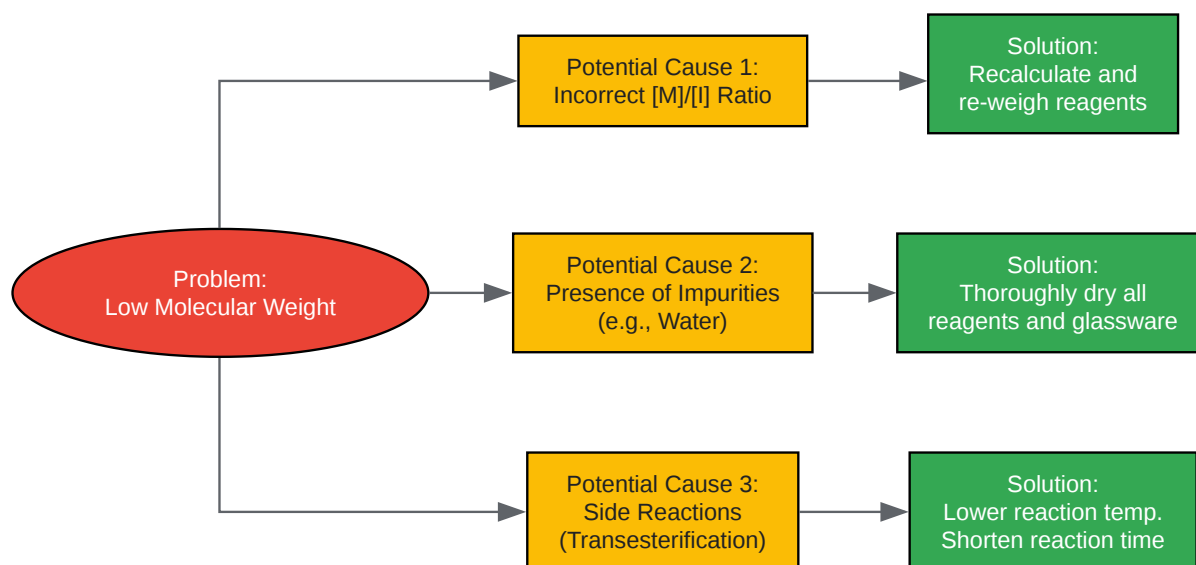 Potential Cause 1:
Incorrect [M]/[I] Ratio
Solution:
Recalculate and
re-weigh reagents
Problem:
Low Molecular Weight
Potential Cause 2:
Presence of Impurities
(e.g., Water)
Solution:
Thoroughly dry all
reagents and glassware
Potential Cause 3:
Side Reactions
(Transesterification)
Solution:
Lower reaction temp.
Shorten reaction time